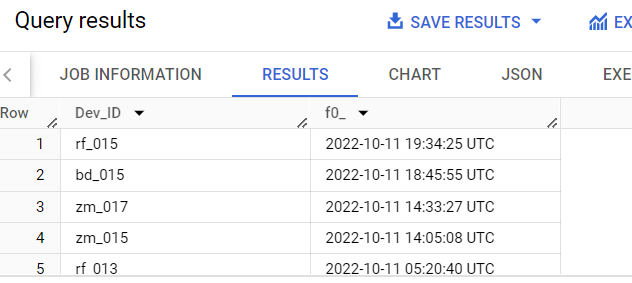 Query results
SAVE RESULTS EX
JOB INFORMATION RESULTS CHART JSON EXE
Row Dev_ID f0_
1 rf_015 2022-10-11 19:34:25 UTC
2 bd_015 2022-10-11 18:45:55 UTC
3 zm_017 2022-10-11 14:33:27 UTC
4 zm_015 2022-10-11 14:05:08 UTC
5 rf_013 2022-10-11 05:20:40 UTC